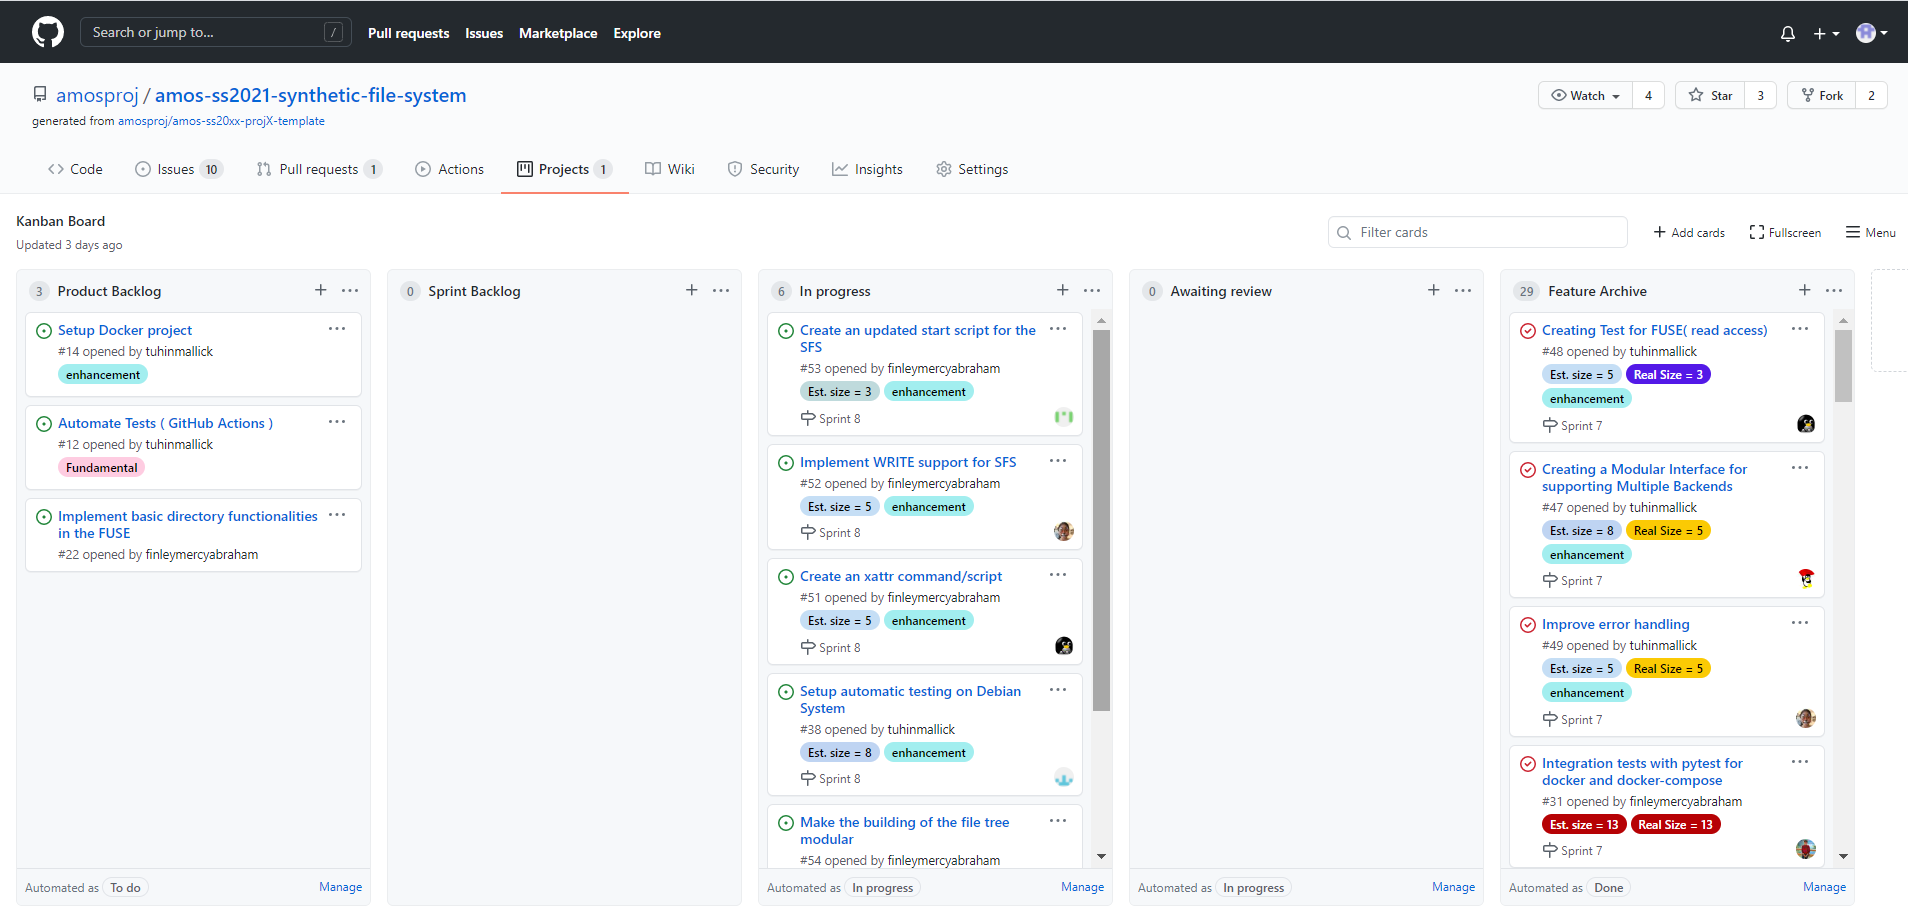 Search or jump to...
/
Pull requests
Issues
Marketplace
Explore
amosproj / amos-ss2021-synthetic-file-system
generated from amosproj/amos-ss20xx-projX-template
Watch
4
Star
3
Fork
2
Code
Issues 10
Pull requests 1
Actions
Projects 1
Wiki
Security
Insights
Settings
Kanban Board
Updated 3 days ago
Filter cards
Add cards
Fullscreen
Menu
3 Product Backlog
Setup Docker project
#14 opened by tuhinmallick
enhancement
Automate Tests ( GitHub Actions )
#12 opened by tuhinmallick
Fundamental
Implement basic directory functionalities
in the FUSE
#22 opened by finleymercyabraham
Automated as To do
Manage
0 Sprint Backlog
6 In progress
Create an updated start script for the
SFS
#53 opened by finleymercyabraham
Est. size = 3 enhancement
Sprint 8
Implement WRITE support for SFS
#52 opened by finleymercyabraham
Est. size = 5 enhancement
Sprint 8
Create an xattr command/script
#51 opened by finleymercyabraham
Est. size = 5 enhancement
Sprint 8
Setup automatic testing on Debian
System
#38 opened by tuhinmallick
Est. size = 8 enhancement
Sprint 8
Make the building of the file tree
modular
#54 opened by finleymercyabraham
Automated as In progress
Manage
0 Awaiting review
Automated as In progress
Manage
29 Feature Archive
Creating Test for FUSE( read access)
#48 opened by tuhinmallick
Est. size = 5 Real Size = 3
enhancement
Sprint 7
Creating a Modular Interface for
supporting Multiple Backends
#47 opened by tuhinmallick
Est. size = 8 Real Size = 5
enhancement
Sprint 7
Improve error handling
#49 opened by tuhinmallick
Est. size = 5 Real Size = 5
enhancement
Sprint 7
Integration tests with pytest for
docker and docker-compose
#31 opened by finleymercyabraham
Est. size = 13 Real Size = 13
Sprint 7
Automated as Done
Manage